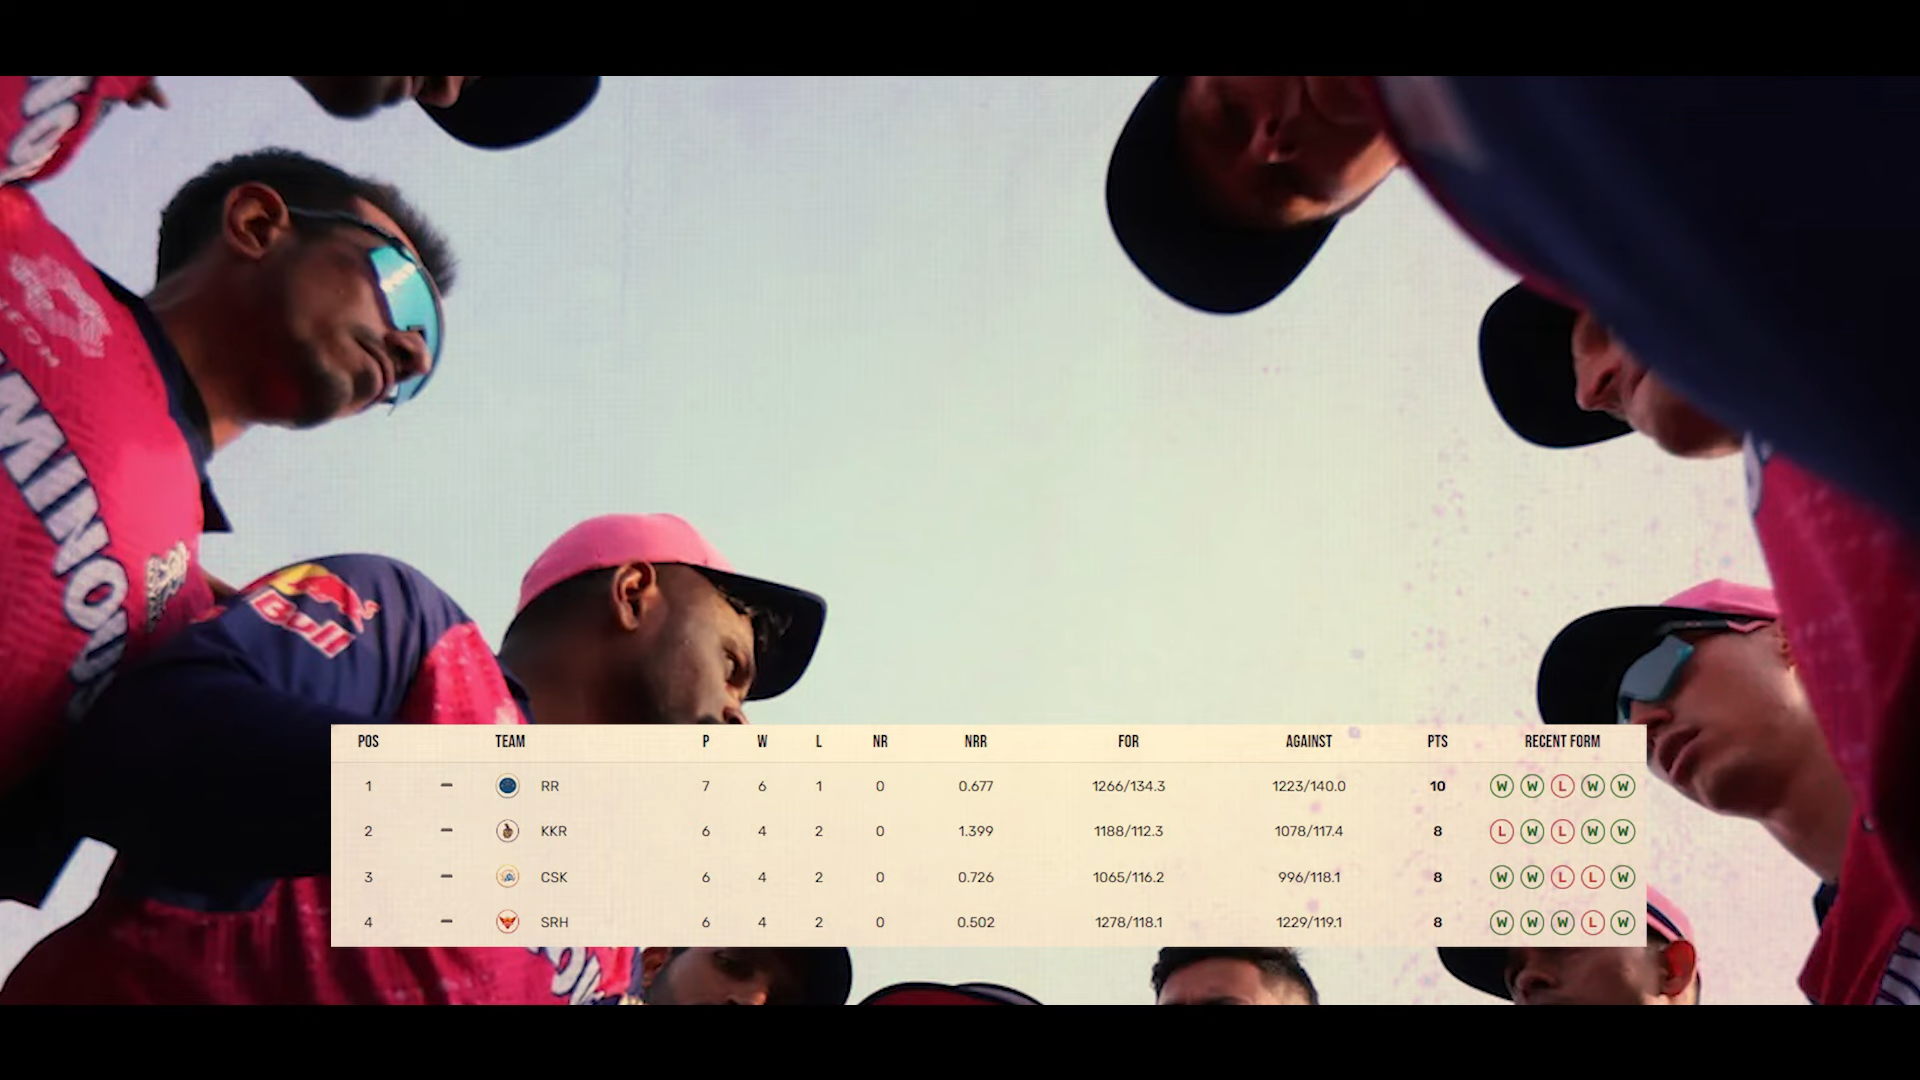 MINOU
Bull
POS TEAM P W L NR NRR FOR AGAINST PTS RECENT FORM
1 RR 7 6 1 0 0.677 1266/134.3 1223/140.0 10 W W L W W
2 KKR 6 4 2 0 1.399 1188/112.3 1078/117.4 8 L W L W W
3 CSK 6 4 2 0 0.726 1065/116.2 996/118.1 8 W W L L W
4 SRH 6 4 2 0 0.502 1278/118.1 1229/119.1 8 W W W L W